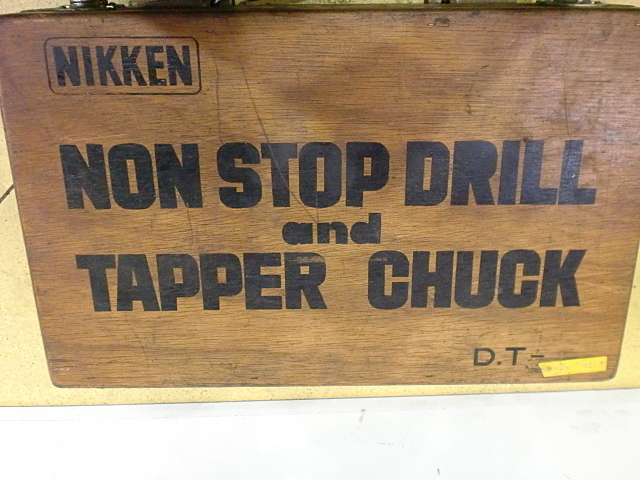 NIKKEN
NON STOP DRILL
and
TAPPER CHUCK
D.T-